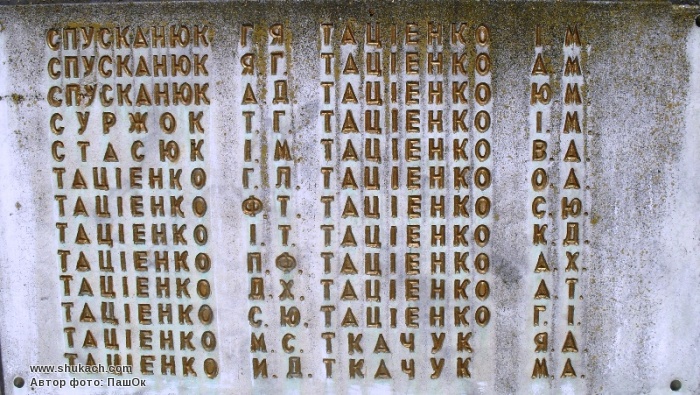 СПУСКАНЮК Г.Я.
СПУСКАНЮК Я.Г.
СПУСКАНЮК А.Д.
СУРЖОК Т.Г.
СТАСЮК І.М.
ТАЦІЕНКО Г.П.
ТАЦІЕНКО Ф.Т.
ТАЦІЕНКО І.Т.
ТАЦІЕНКО П.Ф.
ТАЦІЕНКО Д.Х.
ТАЦІЕНКО С.Ю.
ТАЦІЕНКО М.С.
ТАЦІЕНКО И.Д.
ТАЦІЕНКО І.М.
ТАЦІЕНКО Д.М.
ТАЦІЕНКО Ю.М.
ТАЦІЕНКО І.М.
ТАЦІЕНКО В.А.
ТАЦІЕНКО О.А.
ТАЦІЕНКО С.Ю.
ТАЦІЕНКО К.Д.
ТАЦІЕНКО А.Х.
ТАЦІЕНКО А.Т.
ТАЦІЕНКО Г.І.
ТКАЧУК Я.А.
ТКАЧУК М.А.
www.shukach.com
Автор фото: ПашОк